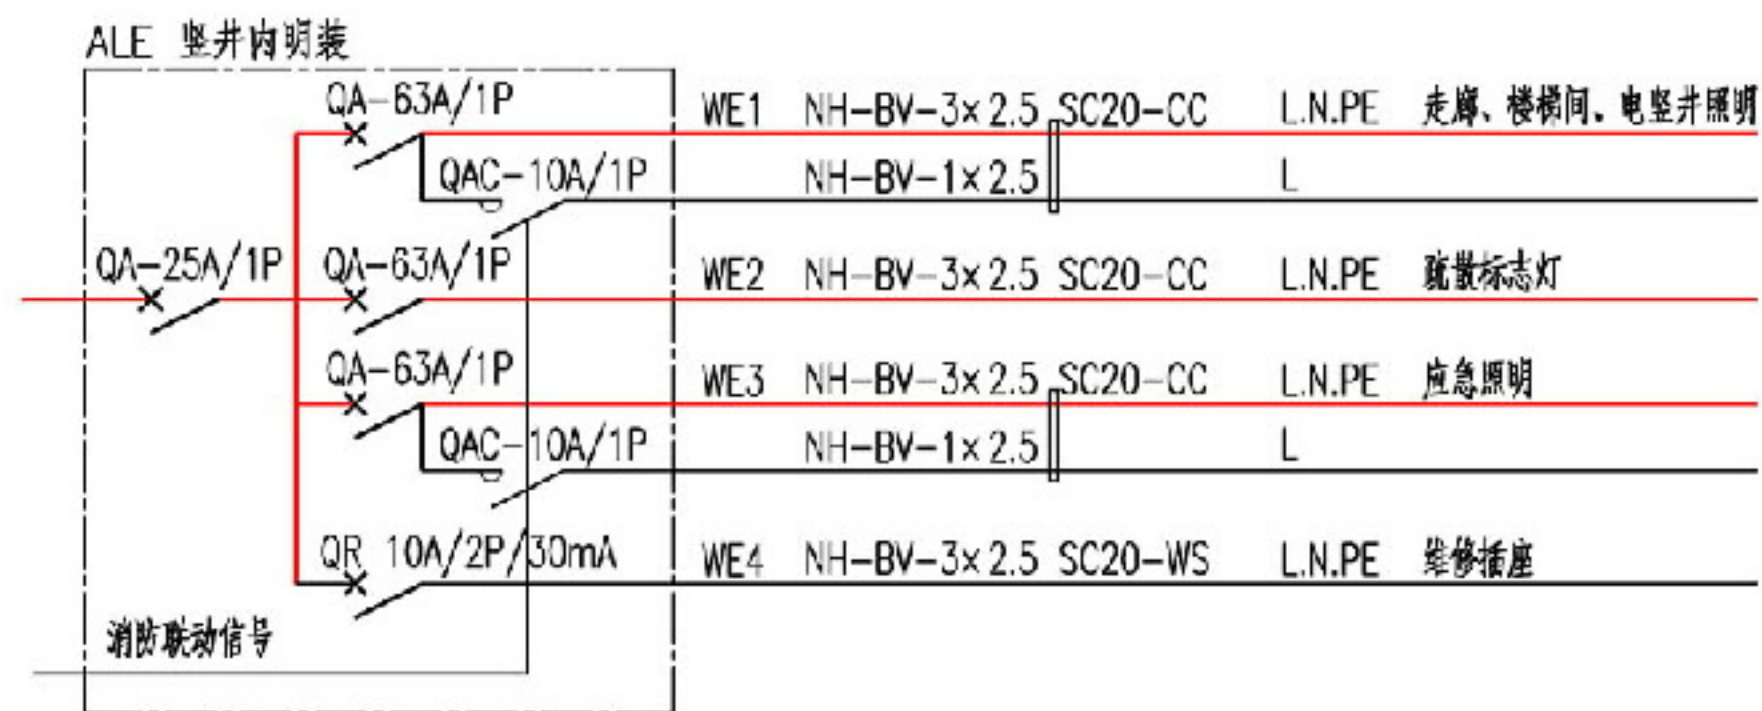 ALE 竖井内明装
QA-63A/1P WE1 NH-BV-3×2.5 SC20-CC L.N.PE 走廊、楼梯间、电竖井照明
QAC-10A/1P NH-BV-1×2.5 L
QA-25A/1P QA-63A/1P WE2 NH-BV-3×2.5 SC20-CC L.N.PE 疏散标志灯
QA-63A/1P WE3 NH-BV-3×2.5 SC20-CC L.N.PE 应急照明
QAC-10A/1P NH-BV-1×2.5 L
QR 10A/2P/30mA WE4 NH-BV-3×2.5 SC20-WS L.N.PE 维修插座
消防联动信号